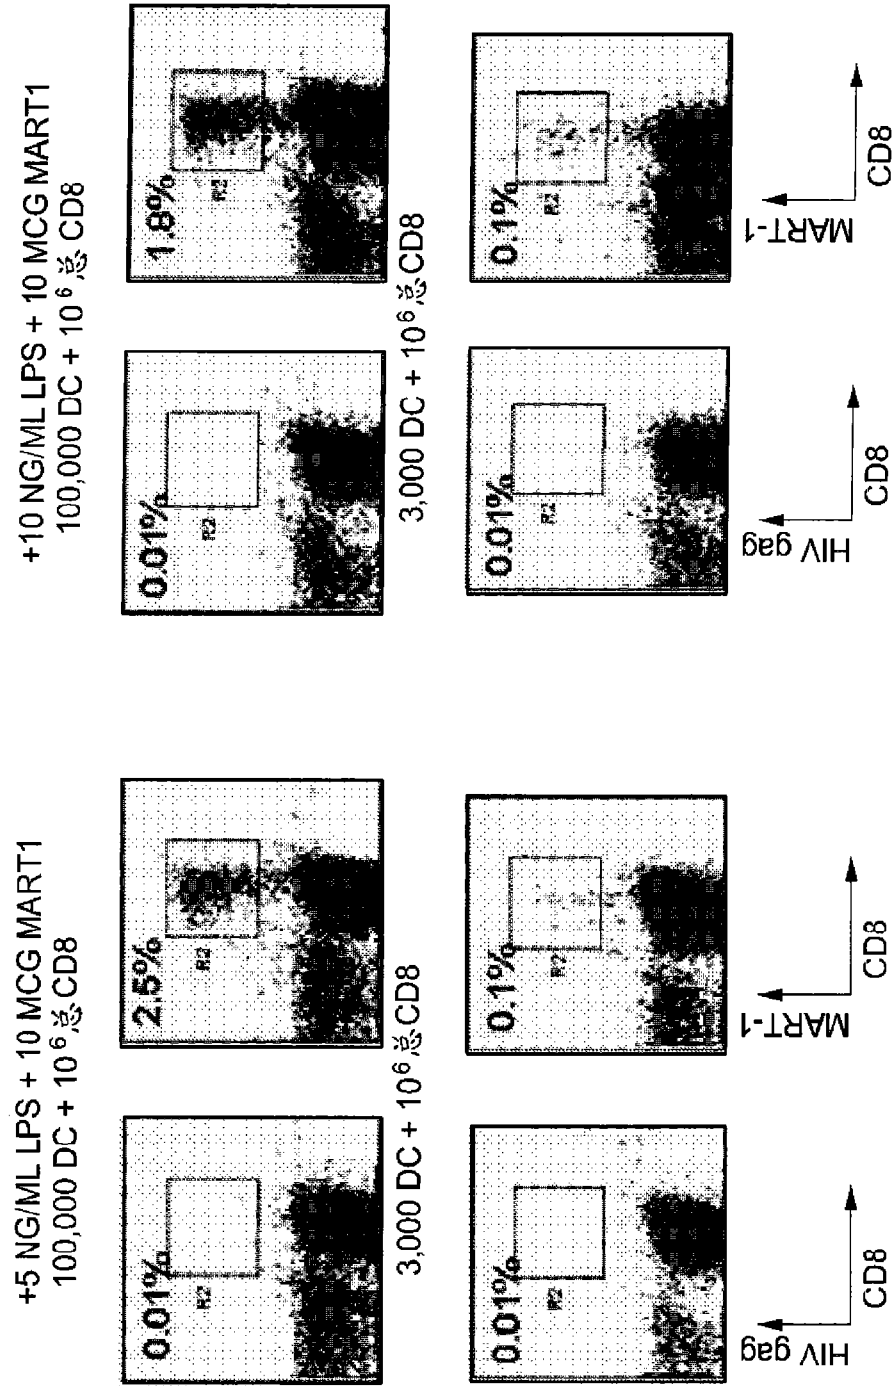 +5 NG/ML LPS + 10 MCG MART1
100,000 DC + 10⁶ 总 CD8
0.01%
R2
2.5%
R2
3,000 DC + 10⁶ 总 CD8
0.01%
R2
0.1%
R2
HIV gag
CD8
MART-1
CD8
+10 NG/ML LPS + 10 MCG MART1
100,000 DC + 10⁶ 总 CD8
0.01%
R2
1.8%
R2
3,000 DC + 10⁶ 总 CD8
0.01%
R2
0.1%
R2
HIV gag
CD8
MART-1
CD8